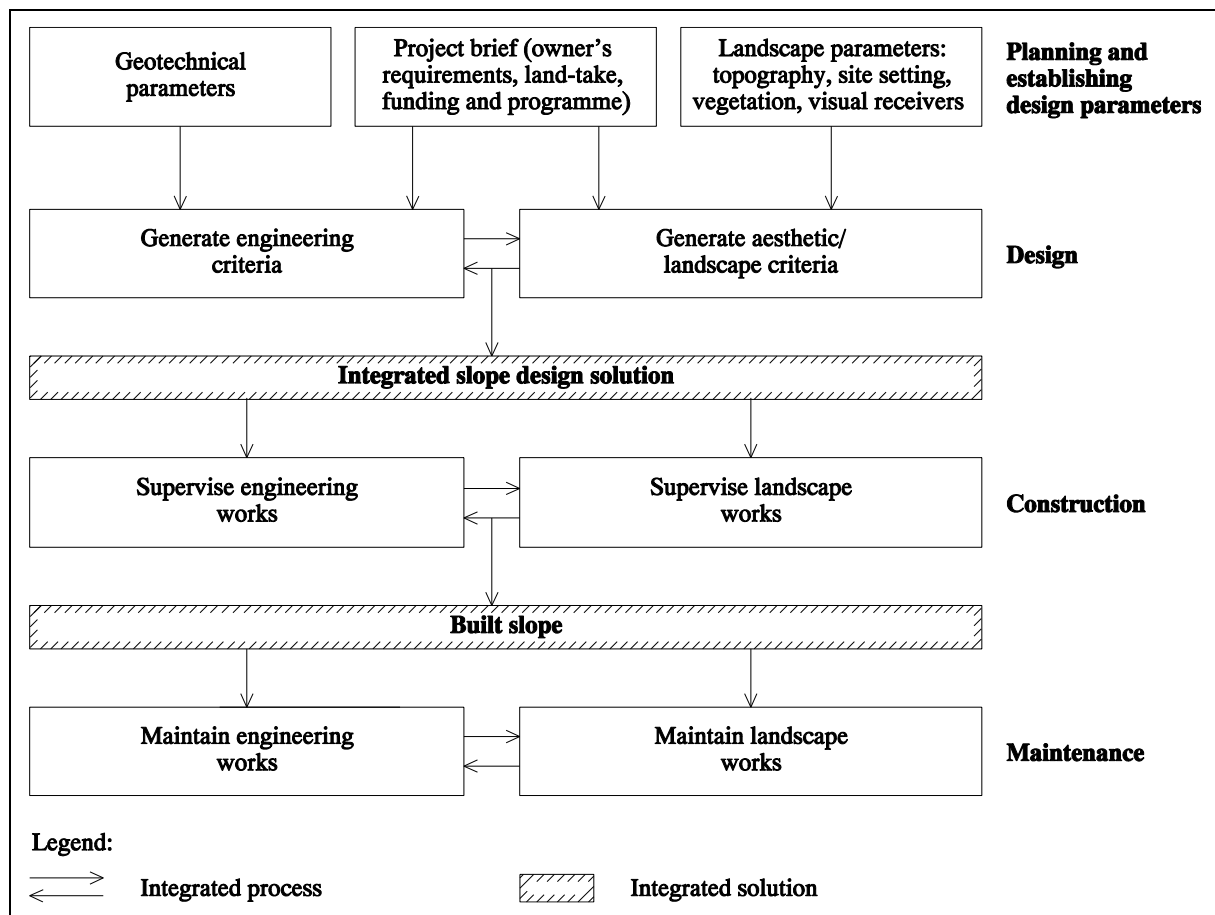 Geotechnical
parameters
Project brief (owner’s
requirements, land-take,
funding and programme)
Landscape parameters:
topography, site setting,
vegetation, visual receivers
Planning and
establishing
design parameters
Generate engineering
criteria
Generate aesthetic/
landscape criteria
Design
Integrated slope design solution
Supervise engineering
works
Supervise landscape
works
Construction
Built slope
Maintain engineering
works
Maintain landscape
works
Maintenance
Legend:
Integrated process
Integrated solution